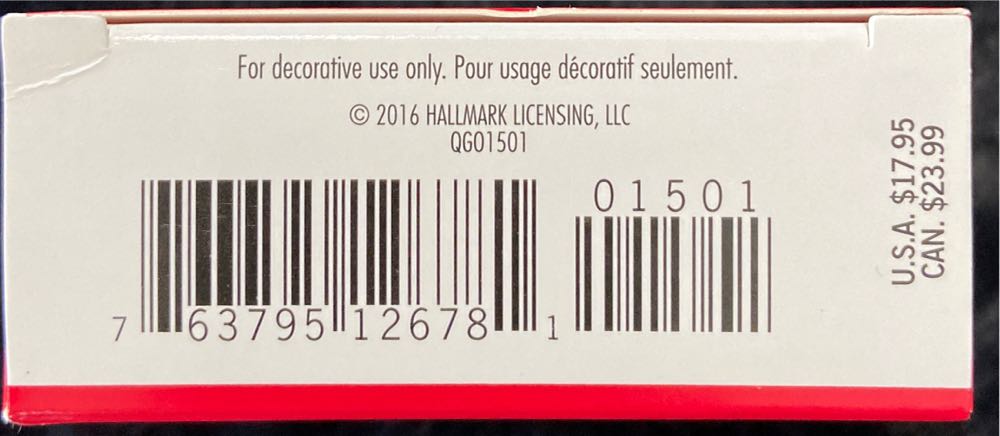 For decorative use only. Pour usage décoratif seulement.
© 2016 HALLMARK LICENSING, LLC
QGO1501
01501
7 63795 12678 1
U.S.A. $17.95
CAN. $23.99